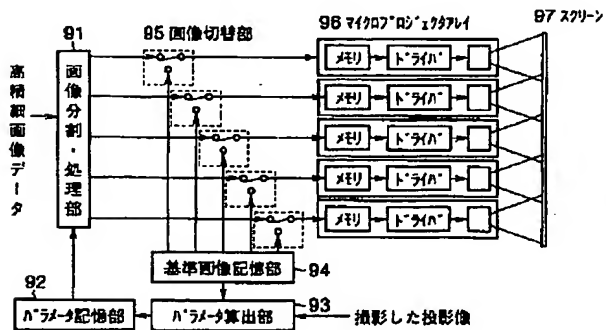 91
95 画像切替部
96 マイクロプロジェクタアレイ
97 スクリーン
高精細画像データ
画像分割・処理部
メモリ
ドライバ
メモリ
ドライバ
メモリ
ドライバ
メモリ
ドライバ
メモリ
ドライバ
基準画像記憶部
94
92
パラメータ記憶部
パラメータ算出部
93
撮影した投影像